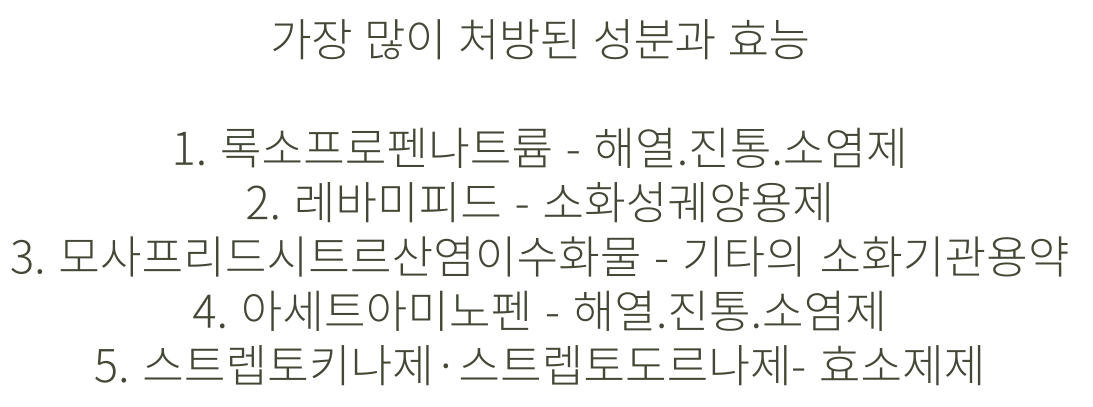 가장 많이 처방된 성분과 효능
1. 록소프로펜나트륨 - 해열.진통.소염제
2. 레바미피드 - 소화성궤양용제
3. 모사프리드시트르산염이수화물 - 기타의 소화기관용약
4. 아세트아미노펜 - 해열.진통.소염제
5. 스트렙토키나제·스트렙토도르나제- 효소제제